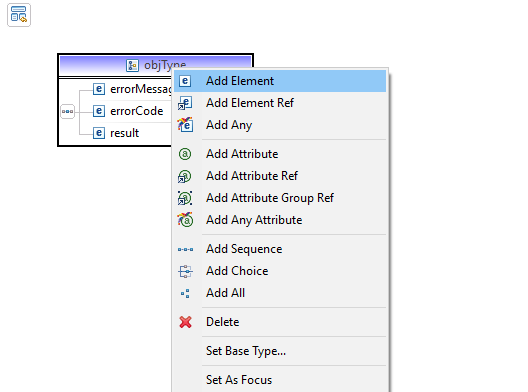 objType
errorMessag
errorCode
result
Add Element
Add Element Ref
Add Any
Add Attribute
Add Attribute Ref
Add Attribute Group Ref
Add Any Attribute
Add Sequence
Add Choice
Add All
Delete
Set Base Type...
Set As Focus